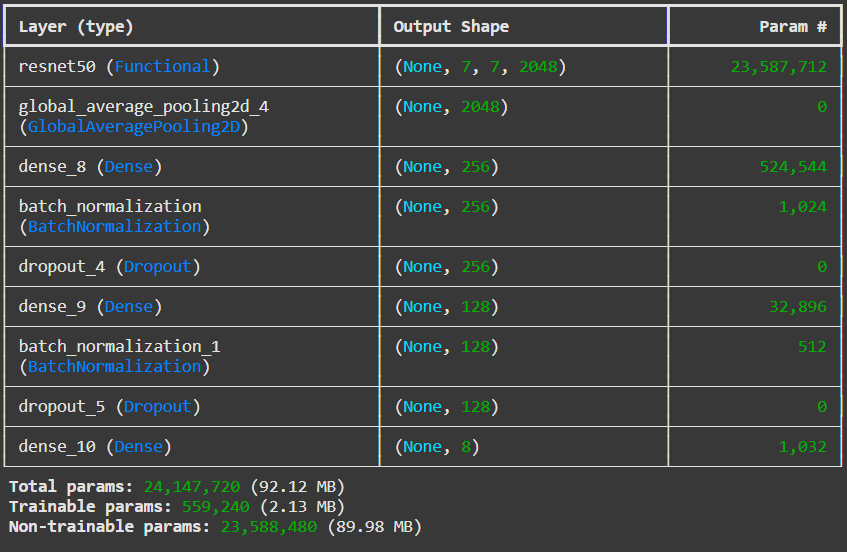 Layer (type) Output Shape Param #
resnet50 (Functional) (None, 7, 7, 2048) 23,587,712
global_average_pooling2d_4 (None, 2048) 0
(GlobalAveragePooling2D)
dense_8 (Dense) (None, 256) 524,544
batch_normalization (None, 256) 1,024
(BatchNormalization)
dropout_4 (Dropout) (None, 256) 0
dense_9 (Dense) (None, 128) 32,896
batch_normalization_1 (None, 128) 512
(BatchNormalization)
dropout_5 (Dropout) (None, 128) 0
dense_10 (Dense) (None, 8) 1,032
Total params: 24,147,720 (92.12 MB)
Trainable params: 559,240 (2.13 MB)
Non-trainable params: 23,588,480 (89.98 MB)